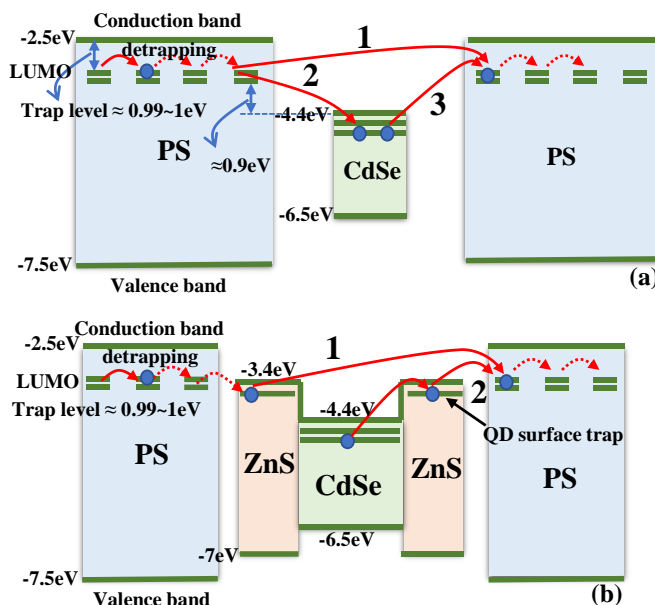 Conduction band
-2.5eV
detrapping
1
LUMO
2
3
Trap level ≈ 0.99~1eV
-4.4eV
PS
≈0.9eV
CdSe
PS
-6.5eV
-7.5eV
Valence band
(a)
Conduction band
-2.5eV
detrapping
1
-3.4eV
LUMO
2
Trap level ≈ 0.99~1eV
-4.4eV
QD surface trap
PS
ZnS
CdSe
ZnS
PS
-6.5eV
-7eV
-7.5eV
Valence band
(b)